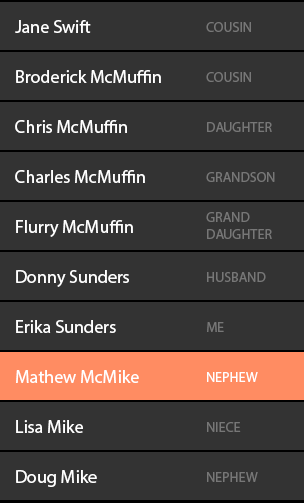 Jane Swift COUSIN
Broderick McMuffin COUSIN
Chris McMuffin DAUGHTER
Charles McMuffin GRANDSON
Flurry McMuffin GRAND
DAUGHTER
Donny Sunders HUSBAND
Erika Sunders ME
Mathew McMike NEPHEW
Lisa Mike NIECE
Doug Mike NEPHEW